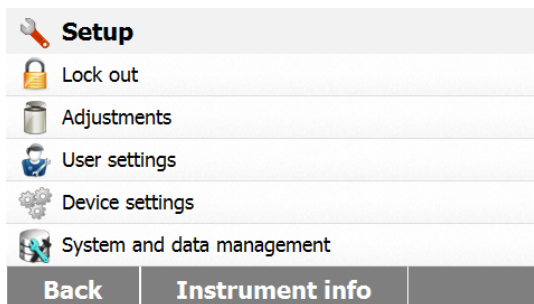 Setup
Lock out
Adjustments
User settings
Device settings
System and data management
Back Instrument info